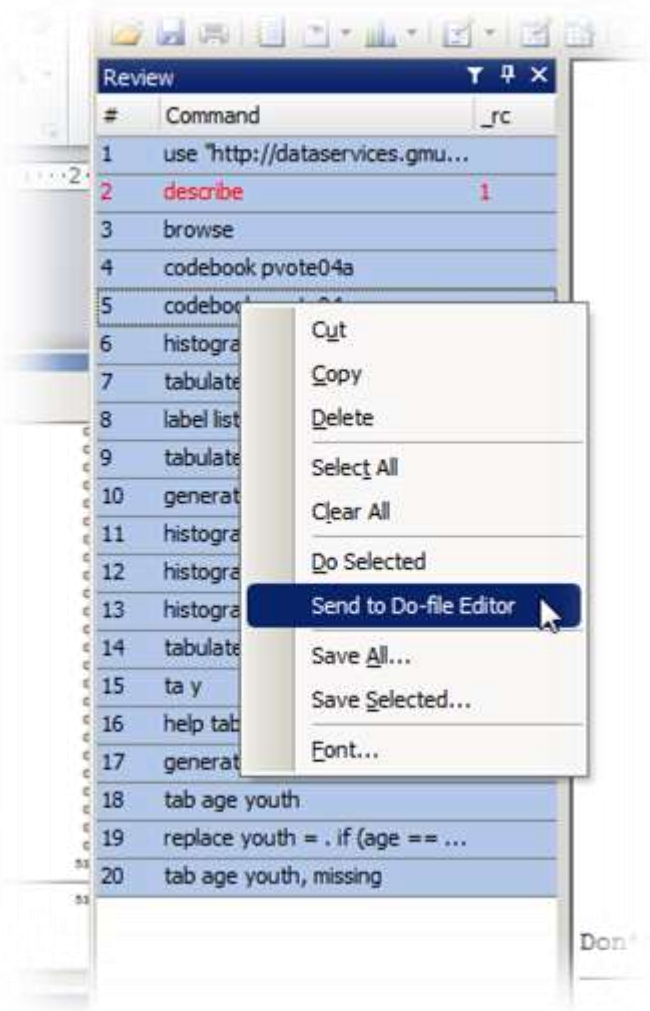 Review
# Command _rc
1 use "http://dataservices.gmu...
2 describe 1
3 browse
4 codebook pvote04a
5
6 histogra
7 tabulate
8 label list
9 tabulate
10 generat
11 histogra
12 histogra
13 histogra
14 tabulate
15 ta y
16 help tab
17 generat
18 tab age youth
19 replace youth = . if (age == ...
20 tab age youth, missing
Cut
Copy
Delete
Select All
Clear All
Do Selected
Send to Do-file Editor
Save All...
Save Selected...
Font...
2
51
51
Don'